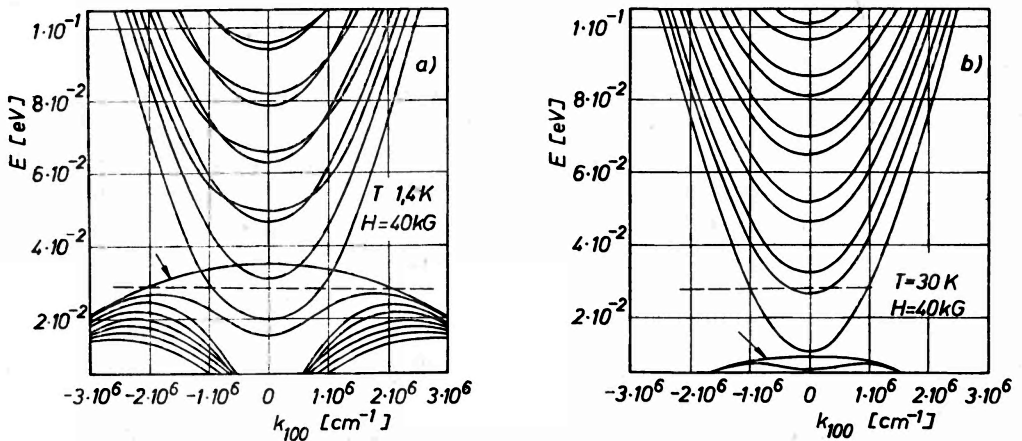 1·10⁻¹
8·10⁻²
6·10⁻²
4·10⁻²
2·10⁻²
E [eV]
a)
T 1,4K
H=40kG
-3·10⁶ -2·10⁶ -1·10⁶ 0 1·10⁶ 2·10⁶ 3·10⁶
k₁₀₀ [cm⁻¹]
1·10⁻¹
8·10⁻²
6·10⁻²
4·10⁻²
2·10⁻²
E [eV]
b)
T=30K
H=40kG
-3·10⁶ -2·10⁶ -1·10⁶ 0 1·10⁶ 2·10⁶ 3·10⁶
k₁₀₀ [cm⁻¹]